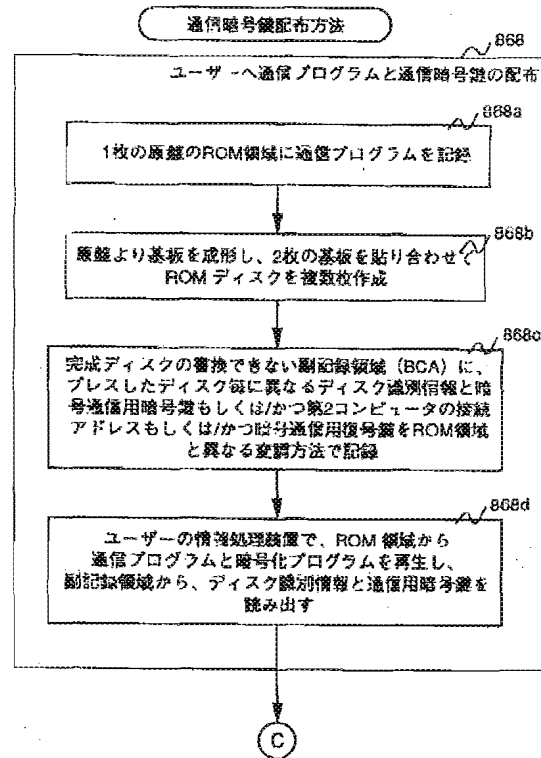 通信暗号鍵配布方法
868
ユーザーへ通信プログラムと通信暗号鍵の配布
868a
1枚の原盤のROM領域に通信プログラムを記録
868b
原盤より基板を成形し、2枚の基板を貼り合わせて
ROM ディスクを複数枚作成
868c
完成ディスクの書換できない副記録領域(BCA)に、
プレスしたディスク毎に異なるディスク識別情報と暗
号通信用暗号鍵もしくは/かつ第2コンピュータの接続
アドレスもしくは/かつ暗号通信用復号鍵をROM領域
と異なる変調方法で記録
868d
ユーザーの情報処理装置で、ROM 領域から
通信プログラムと暗号化プログラムを再生し、
副記録領域から、ディスク識別情報と通信用暗号鍵を
読み出す
C